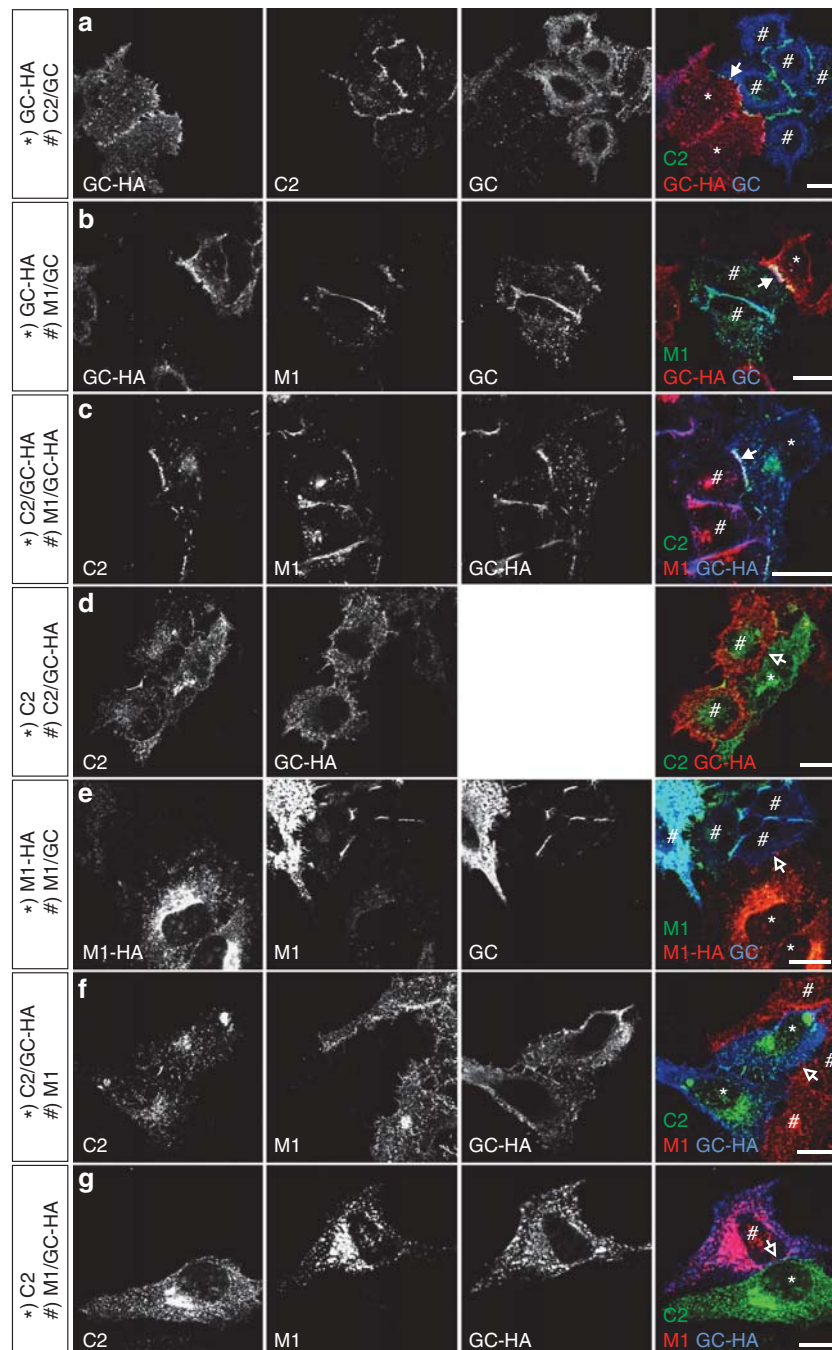 *) GC-HA
#) C2/GC
a
GC-HA
C2
GC
#
#
#
#
#
#
*
*
C2
GC-HA GC
*) GC-HA
#) M1/GC
b
GC-HA
M1
GC
*
#
#
M1
GC-HA GC
*) C2/GC-HA
#) M1/GC-HA
c
C2
M1
GC-HA
*
#
#
C2
M1 GC-HA
*) C2
#) C2/GC-HA
d
C2
GC-HA
#
*
#
C2 GC-HA
*) M1-HA
#) M1/GC
e
M1-HA
M1
GC
#
#
#
#
*
*
M1
M1-HA GC
*) C2/GC-HA
#) M1
f
C2
M1
GC-HA
#
*
#
*
#
C2
M1 GC-HA
*) C2
#) M1/GC-HA
g
C2
M1
GC-HA
#
*
C2
M1 GC-HA